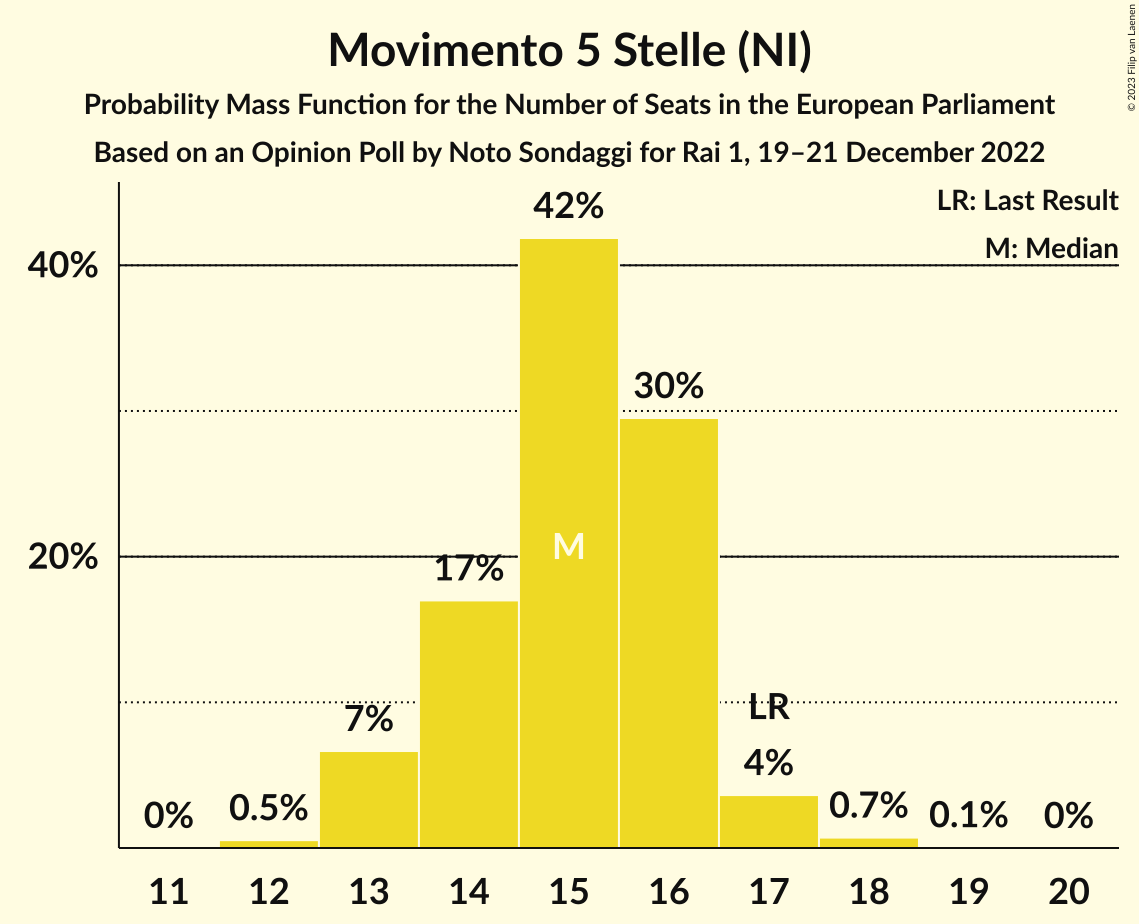 Movimento 5 Stelle (NI)
Probability Mass Function for the Number of Seats in the European Parliament
Based on an Opinion Poll by Noto Sondaggi for Rai 1, 19–21 December 2022
© 2023 Filip van Laenen
LR: Last Result
M: Median
42%
40%
30%
20%
17%
M
7%
LR
4%
0%
0.5%
0.7%
0.1%
0%
11 12 13 14 15 16 17 18 19 20